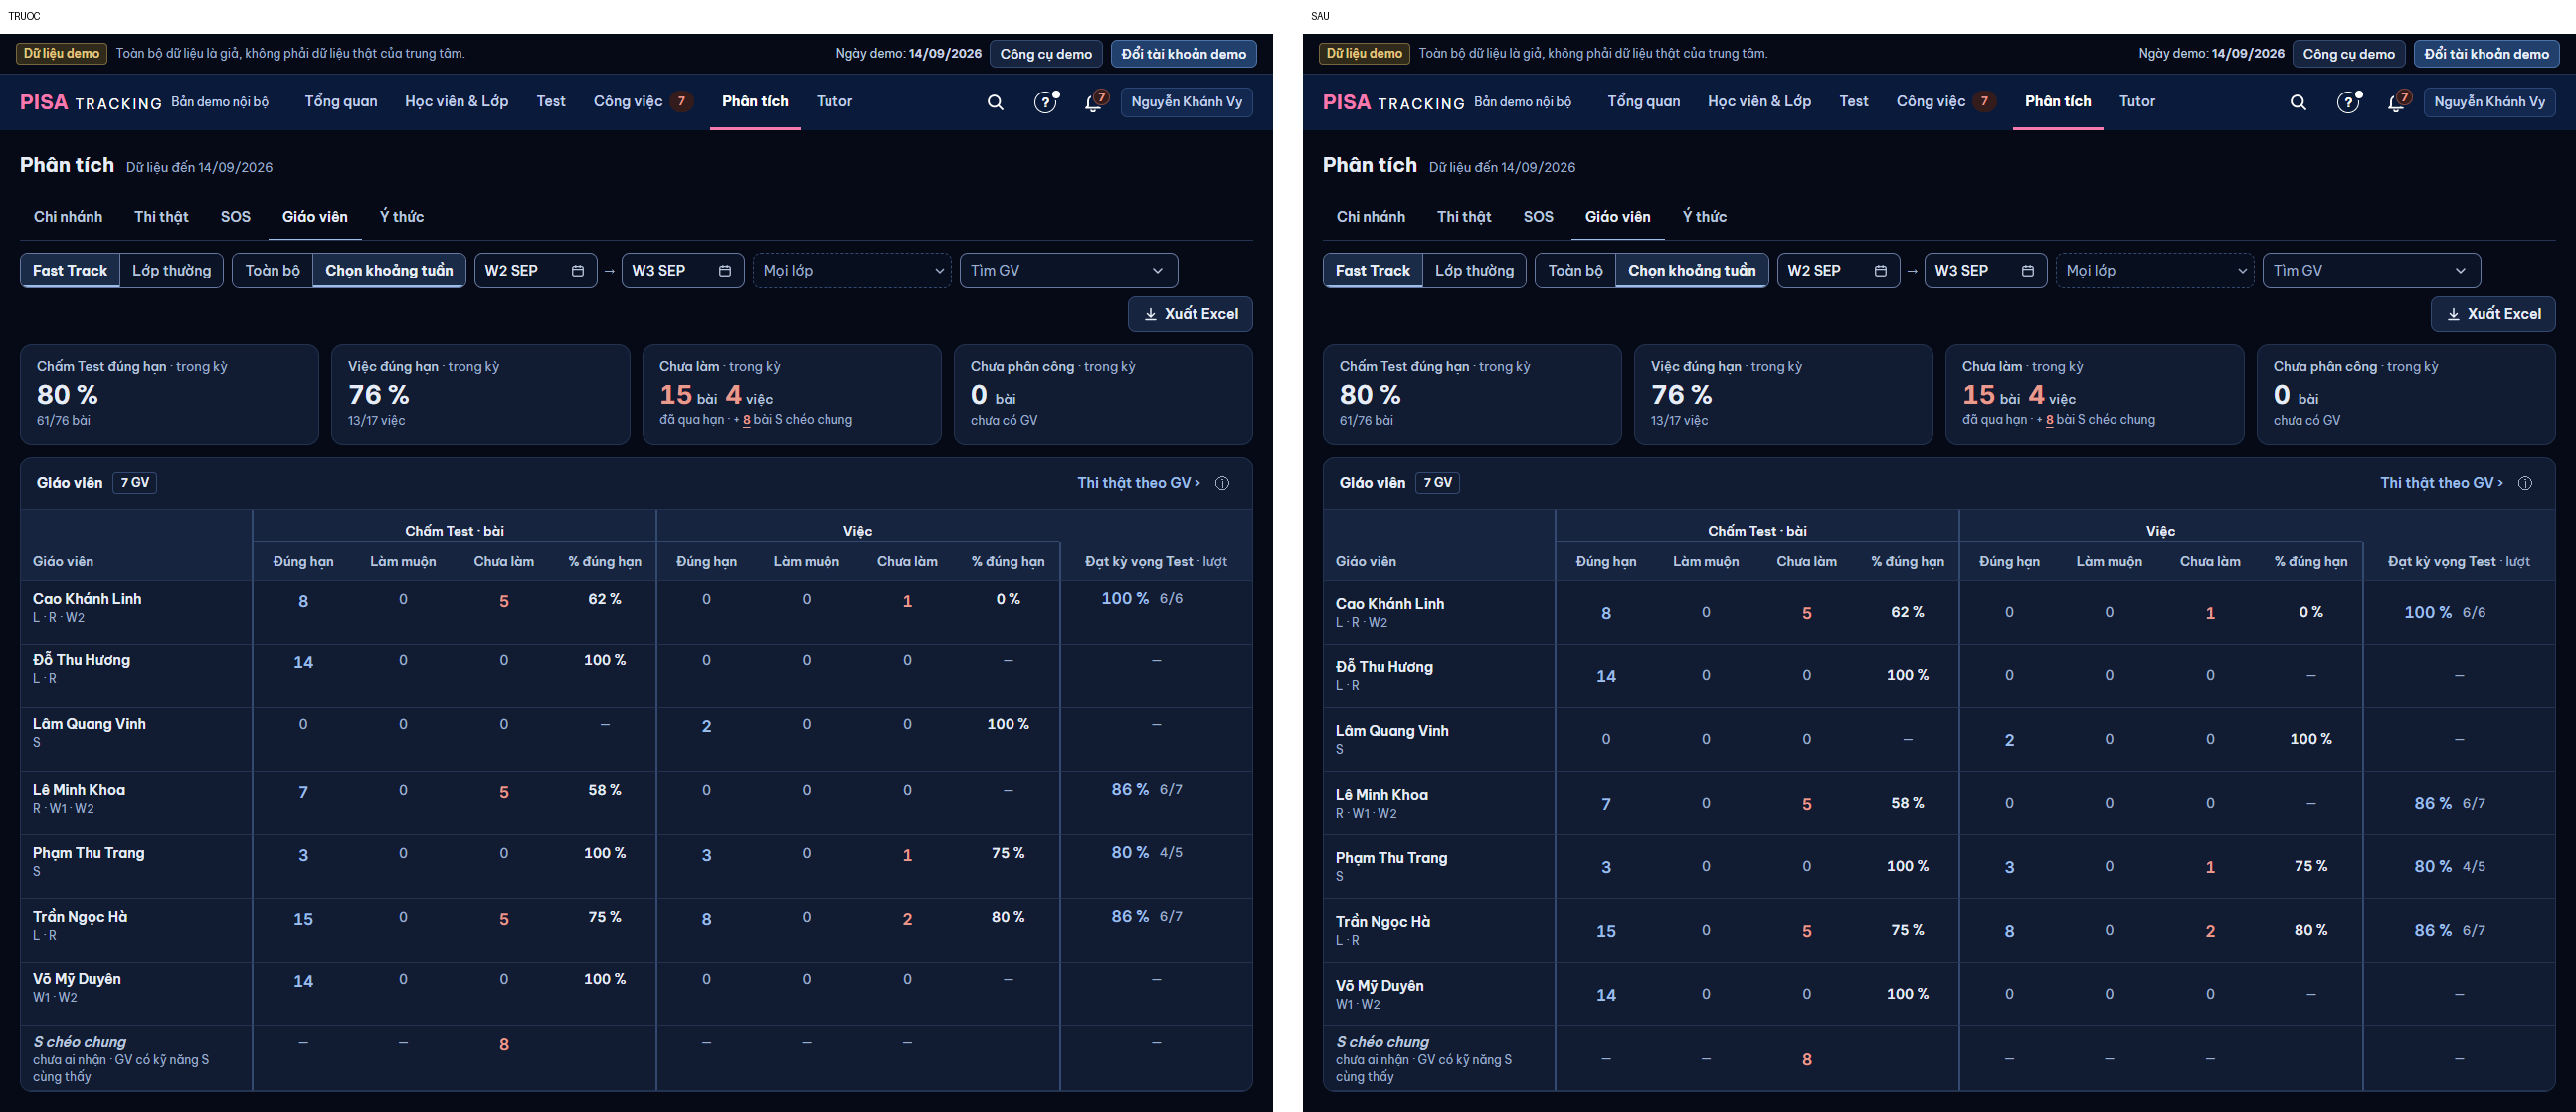 TRUOC
Dữ liệu demo Toàn bộ dữ liệu là giả, không phải dữ liệu thật của trung tâm. Ngày demo: 14/09/2026 Công cụ demo Đổi tài khoản demo
PISA TRACKING Bản demo nội bộ Tổng quan Học viên & Lớp Test Công việc 7 Phân tích Tutor ? 7 Nguyễn Khánh Vy
Phân tích Dữ liệu đến 14/09/2026
Chi nhánh Thi thật SOS Giáo viên Ý thức
Fast Track Lớp thường Toàn bộ Chọn khoảng tuần W2 SEP → W3 SEP Mọi lớp Tìm GV
Xuất Excel
Chấm Test đúng hạn · trong kỳ Việc đúng hạn · trong kỳ Chưa làm · trong kỳ Chưa phân công · trong kỳ
80 % 76 % 15 bài 4 việc 0 bài
61/76 bài 13/17 việc đã qua hạn · + 8 bài S chéo chung chưa có GV
Giáo viên 7 GV Thi thật theo GV ›
Chấm Test · bài Việc
Giáo viên Đúng hạn Làm muộn Chưa làm % đúng hạn Đúng hạn Làm muộn Chưa làm % đúng hạn Đạt kỳ vọng Test · lượt
Cao Khánh Linh 8 0 5 62 % 0 0 1 0 % 100 % 6/6
L · R · W2
Đỗ Thu Hương 14 0 0 100 % 0 0 0 – –
L · R
Lâm Quang Vinh 0 0 0 – 2 0 0 100 % –
S
Lê Minh Khoa 7 0 5 58 % 0 0 0 – 86 % 6/7
R · W1 · W2
Phạm Thu Trang 3 0 0 100 % 3 0 1 75 % 80 % 4/5
S
Trần Ngọc Hà 15 0 5 75 % 8 0 2 80 % 86 % 6/7
L · R
Võ Mỹ Duyên 14 0 0 100 % 0 0 0 – –
W1 · W2
S chéo chung – – 8 – – – –
chưa ai nhận · GV có kỹ năng S
cùng thấy
SAU
Dữ liệu demo Toàn bộ dữ liệu là giả, không phải dữ liệu thật của trung tâm. Ngày demo: 14/09/2026 Công cụ demo Đổi tài khoản demo
PISA TRACKING Bản demo nội bộ Tổng quan Học viên & Lớp Test Công việc 7 Phân tích Tutor ? 7 Nguyễn Khánh Vy
Phân tích Dữ liệu đến 14/09/2026
Chi nhánh Thi thật SOS Giáo viên Ý thức
Fast Track Lớp thường Toàn bộ Chọn khoảng tuần W2 SEP → W3 SEP Mọi lớp Tìm GV
Xuất Excel
Chấm Test đúng hạn · trong kỳ Việc đúng hạn · trong kỳ Chưa làm · trong kỳ Chưa phân công · trong kỳ
80 % 76 % 15 bài 4 việc 0 bài
61/76 bài 13/17 việc đã qua hạn · + 8 bài S chéo chung chưa có GV
Giáo viên 7 GV Thi thật theo GV ›
Chấm Test · bài Việc
Giáo viên Đúng hạn Làm muộn Chưa làm % đúng hạn Đúng hạn Làm muộn Chưa làm % đúng hạn Đạt kỳ vọng Test · lượt
Cao Khánh Linh 8 0 5 62 % 0 0 1 0 % 100 % 6/6
L · R · W2
Đỗ Thu Hương 14 0 0 100 % 0 0 0 – –
L · R
Lâm Quang Vinh 0 0 0 – 2 0 0 100 % –
S
Lê Minh Khoa 7 0 5 58 % 0 0 0 – 86 % 6/7
R · W1 · W2
Phạm Thu Trang 3 0 0 100 % 3 0 1 75 % 80 % 4/5
S
Trần Ngọc Hà 15 0 5 75 % 8 0 2 80 % 86 % 6/7
L · R
Võ Mỹ Duyên 14 0 0 100 % 0 0 0 – –
W1 · W2
S chéo chung – – 8 – – – –
chưa ai nhận · GV có kỹ năng S
cùng thấy